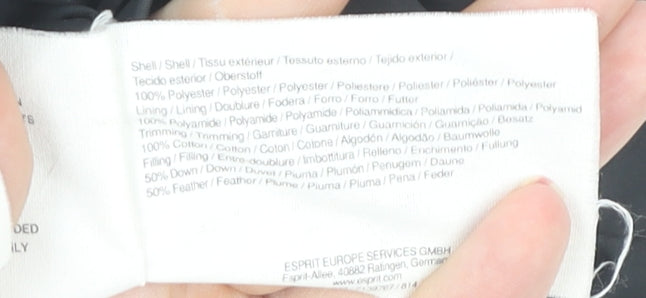 Shell / Shell / Tissu extérieur / Tessuto esterno / Tejido exterior /
Tecido esterior / Oberstoff
100% Polyester / Polyester / Polyester / Poliestere / Poliester / Poliéster / Polyester
Lining / Lining / Doublure / Fodera / Forro / Forro / Futter
100% Polyamide / Polyamide / Polyamide / Poliammidica / Poliamida / Poliamida / Polyamid
Trimming / Trimming / Garniture / Guarniture / Guarnición / Guarnição / Besatz
100% Cotton / Cotton / Coton / Cotone / Algodón / Algodão / Baumwolle
Filling / Filling / Entre-doublure / Imbottitura / Relleno / Enchimento / Füllung
50% Down / Down / Duvet / Piuma / Plumón / Penugem / Daune
50% Feather / Feather / Plume / Piuma / Pluma / Pena / Feder
ESPRIT EUROPE SERVICES GMBH
Esprit-Allee, 40882 Ratingen, German
www.esprit.com
DED
LY